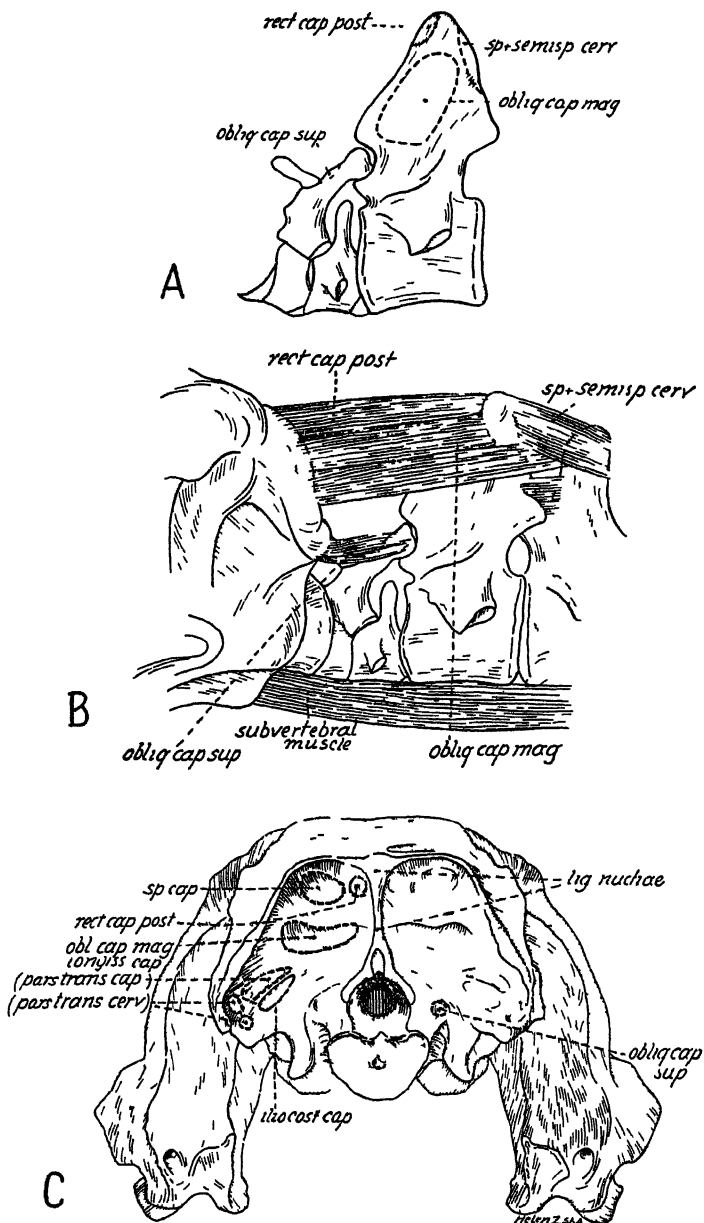 rect cap post
sp+semisp cerv
obliq cap mag
obliq cap sup
A
rect cap post
sp+semisp cerv
B
subvertebral
muscle
obliq cap sup
obliq cap mag
sp cap
lig nuchae
rect cap post
obl cap mag
longiss cap
(pars trans cap)
(pars trans cerv)
obliq cap
sup
iliocost cap
C